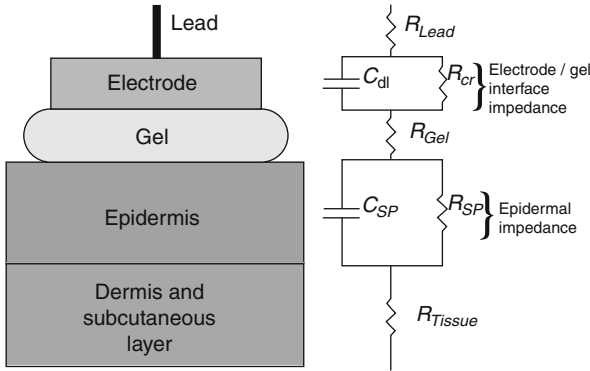 Lead
Electrode
Gel
Epidermis
Dermis and
subcutaneous
layer
R_Lead
C_dl
R_cr
Electrode / gel
interface
impedance
R_Gel
C_SP
R_SP
Epidermal
impedance
R_Tissue